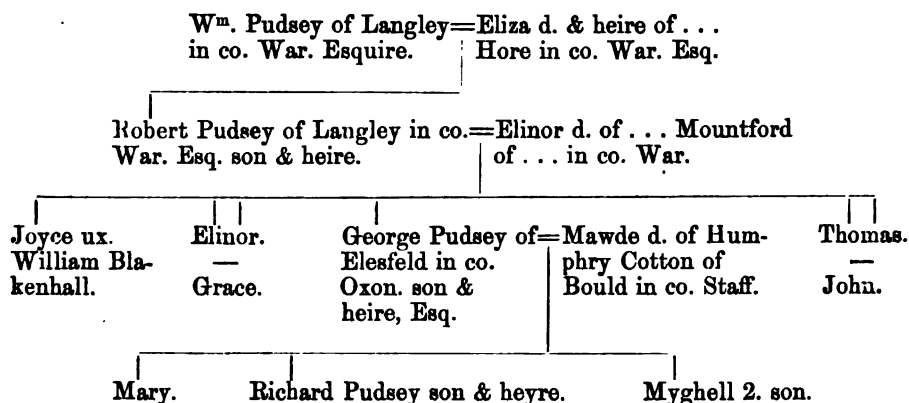 Wm. Pudsey of Langley=Eliza d. & heire of . . .
in co. War. Esquire. Hore in co. War. Esq.
Robert Pudsey of Langley in co.=Elinor d. of . . . Mountford
War. Esq. son & heire. of . . . in co. War.
Joyce ux.
William Bla-
kenhall.
Elinor.
—
Grace.
George Pudsey of=Mawde d. of Hum-
Elesfeld in co. phry Cotton of
Oxon. son & Bould in co. Staff.
heire, Esq.
Thomas.
—
John.
Mary. Richard Pudsey son & heyre. Myghell 2. son.